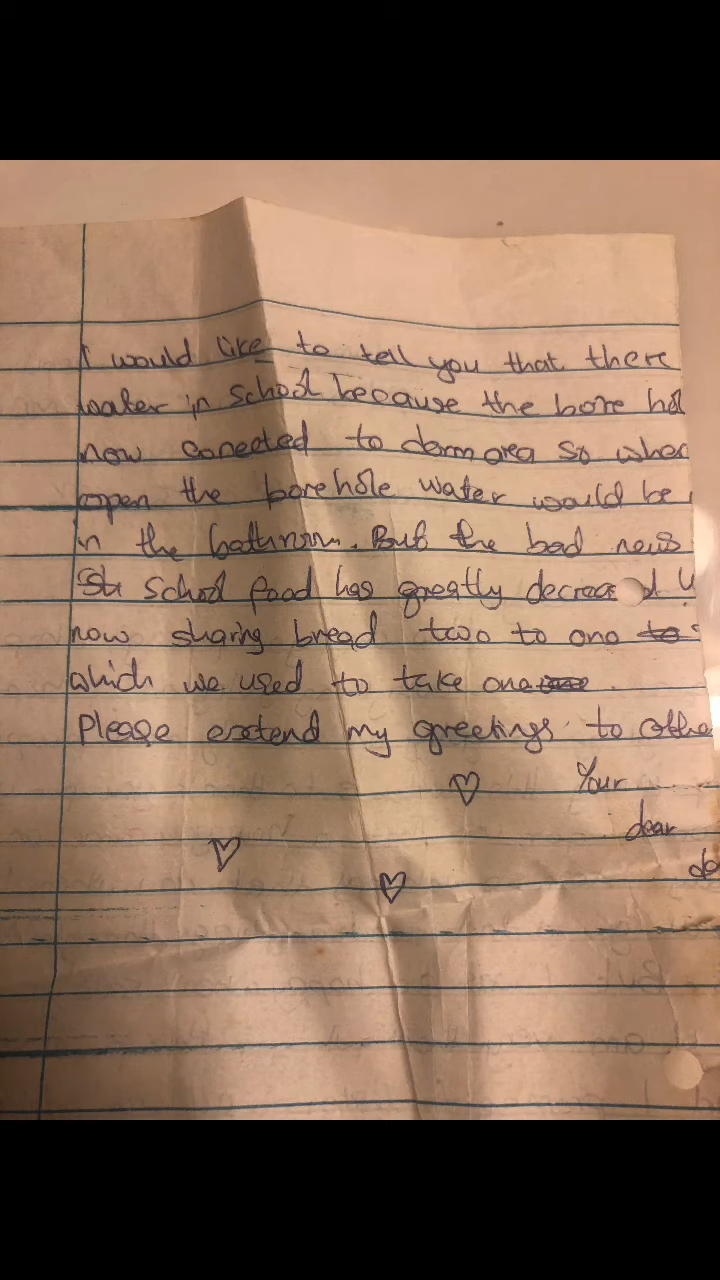 I would like to tell you that there
water in school because the bore hol
now conected to dorm area so when
open the borehole water would be
in the bathroom. But the bad news
School food has greatly decreased
now sharing bread two to one
which we used to take one
Please extend my greetings to othe
Your
dear